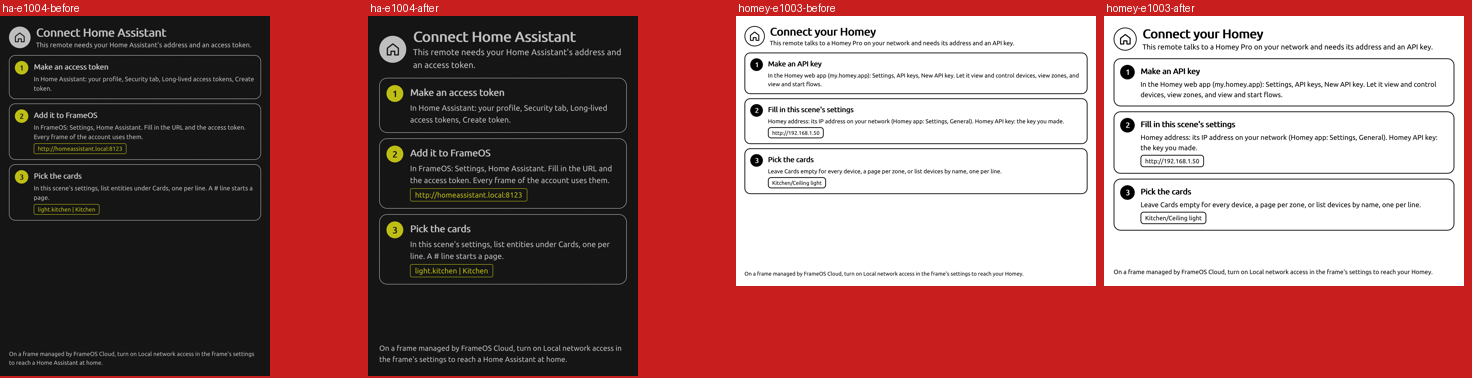 ha-e1004-before
Connect Home Assistant
This remote needs your Home Assistant's address and an access token.
1
Make an access token
In Home Assistant: your profile, Security tab, Long-lived access tokens, Create
token.
2
Add it to FrameOS
In FrameOS: Settings, Home Assistant. Fill in the URL and the access token.
Every frame of the account uses them.
http://homeassistant.local:8123
3
Pick the cards
In this scene's settings, list entities under Cards, one per line. A # line starts a
page.
light.kitchen | Kitchen
On a frame managed by FrameOS Cloud, turn on Local network access in the frame's settings
to reach a Home Assistant at home.
ha-e1004-after
Connect Home Assistant
This remote needs your Home Assistant's address and
an access token.
1
Make an access token
In Home Assistant: your profile, Security tab, Long-lived
access tokens, Create token.
2
Add it to FrameOS
In FrameOS: Settings, Home Assistant. Fill in the URL and
the access token. Every frame of the account uses them.
http://homeassistant.local:8123
3
Pick the cards
In this scene's settings, list entities under Cards, one per
line. A # line starts a page.
light.kitchen | Kitchen
On a frame managed by FrameOS Cloud, turn on Local network access in
the frame's settings to reach a Home Assistant at home.
homey-e1003-before
Connect your Homey
This remote talks to a Homey Pro on your network and needs its address and an API key.
1
Make an API key
In the Homey web app (my.homey.app): Settings, API keys, New API key. Let it view and control devices, view zones, and
view and start flows.
2
Fill in this scene's settings
Homey address: its IP address on your network (Homey app: Settings, General). Homey API key: the key you made.
http://192.168.1.50
3
Pick the cards
Leave Cards empty for every device, a page per zone, or list devices by name, one per line.
Kitchen/Ceiling light
On a frame managed by FrameOS Cloud, turn on Local network access in the frame's settings to reach your Homey.
homey-e1003-after
Connect your Homey
This remote talks to a Homey Pro on your network and needs its address and an API key.
1
Make an API key
In the Homey web app (my.homey.app): Settings, API keys, New API key. Let it view and control
devices, view zones, and view and start flows.
2
Fill in this scene's settings
Homey address: its IP address on your network (Homey app: Settings, General). Homey API key:
the key you made.
http://192.168.1.50
3
Pick the cards
Leave Cards empty for every device, a page per zone, or list devices by name, one per line.
Kitchen/Ceiling light
On a frame managed by FrameOS Cloud, turn on Local network access in the frame's settings to reach your Homey.